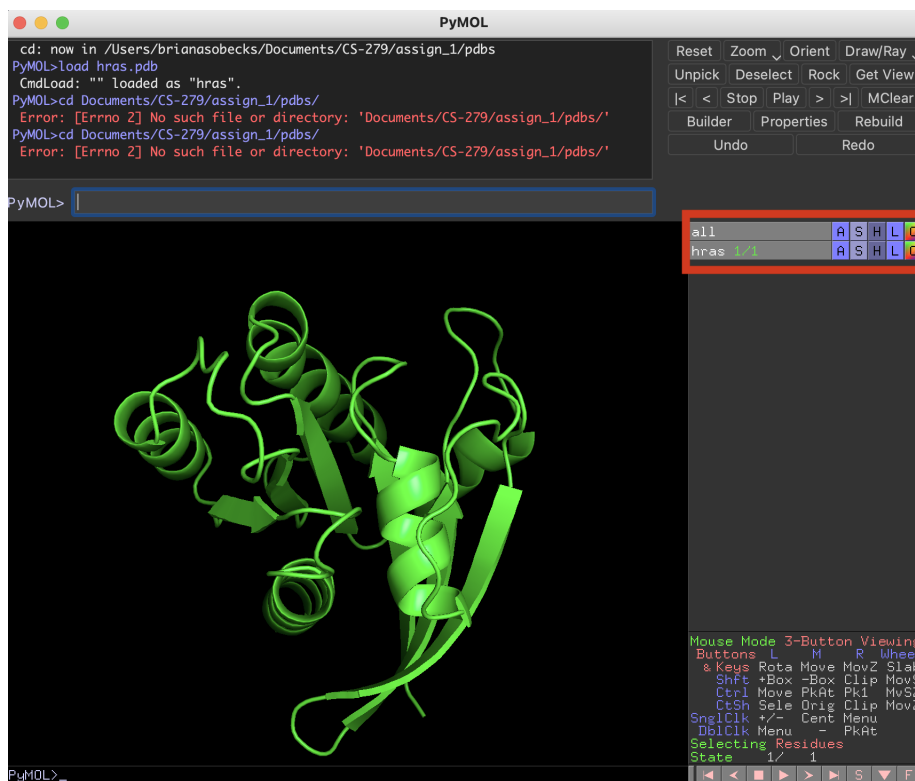 PyMOL
cd: now in /Users/brianasobecks/Documents/CS-279/assign_1/pdbs
PyMOL>load hras.pdb
CmdLoad: "" loaded as "hras".
PyMOL>cd Documents/CS-279/assign_1/pdbs/
Error: [Errno 2] No such file or directory: 'Documents/CS-279/assign_1/pdbs/'
PyMOL>cd Documents/CS-279/assign_1/pdbs/
Error: [Errno 2] No such file or directory: 'Documents/CS-279/assign_1/pdbs/'
PyMOL>
Reset Zoom Orient Draw/Ray
Unpick Deselect Rock Get View
|< < Stop Play > >| MClear
Builder Properties Rebuild
Undo Redo
all A S H L
hras 1/1 A S H L
Mouse Mode 3-Button Viewing
Buttons L M R Whee
& Keys Rota Move MovZ Slab
Shft +Box -Box Clip MovS
Ctrl Move PkAt Pk1 MvSZ
CtSh Sele Orig Clip MovZ
SnglClk +/- Cent Menu
DblClk Menu - PkAt
Selecting Residues
State 1/ 1
PyMOL>_
S